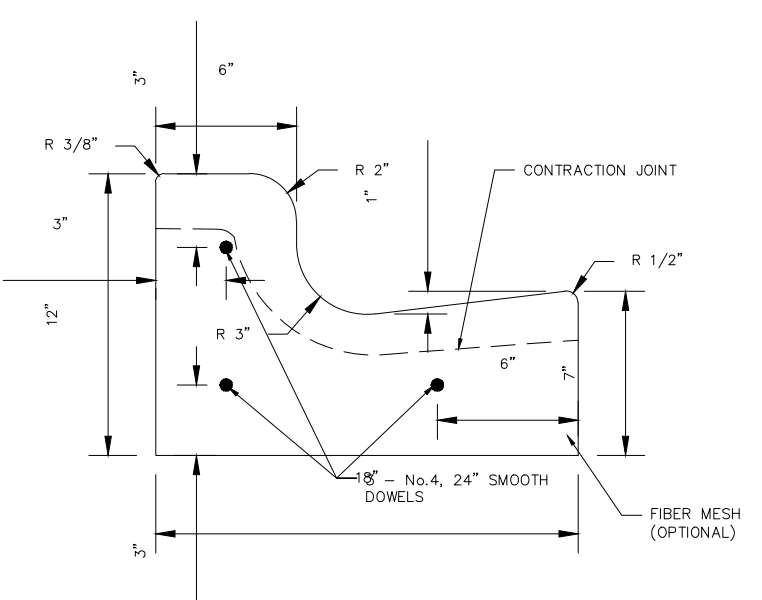 3”
6”
R 3/8”
R 2”
CONTRACTION JOINT
1”
3”
R 1/2”
12”
R 3”
6”
7”
18”
3 – No.4, 24” SMOOTH
DOWELS
FIBER MESH
(OPTIONAL)
3”